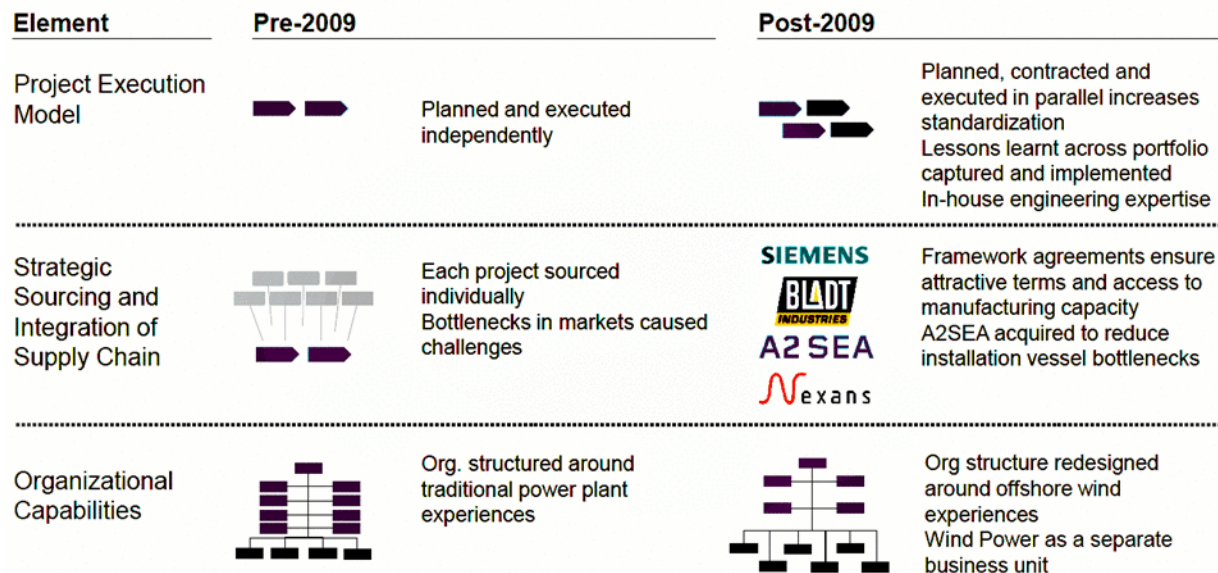 Element
Pre-2009
Post-2009
Project Execution
Model
Planned and executed
independently
Planned, contracted and
executed in parallel increases
standardization
Lessons learnt across portfolio
captured and implemented
In-house engineering expertise
Strategic
Sourcing and
Integration of
Supply Chain
Each project sourced
individually
Bottlenecks in markets caused
challenges
SIEMENS
BLADT
INDUSTRIES
A2SEA
Nexans
Framework agreements ensure
attractive terms and access to
manufacturing capacity
A2SEA acquired to reduce
installation vessel bottlenecks
Organizational
Capabilities
Org. structured around
traditional power plant
experiences
Org structure redesigned
around offshore wind
experiences
Wind Power as a separate
business unit